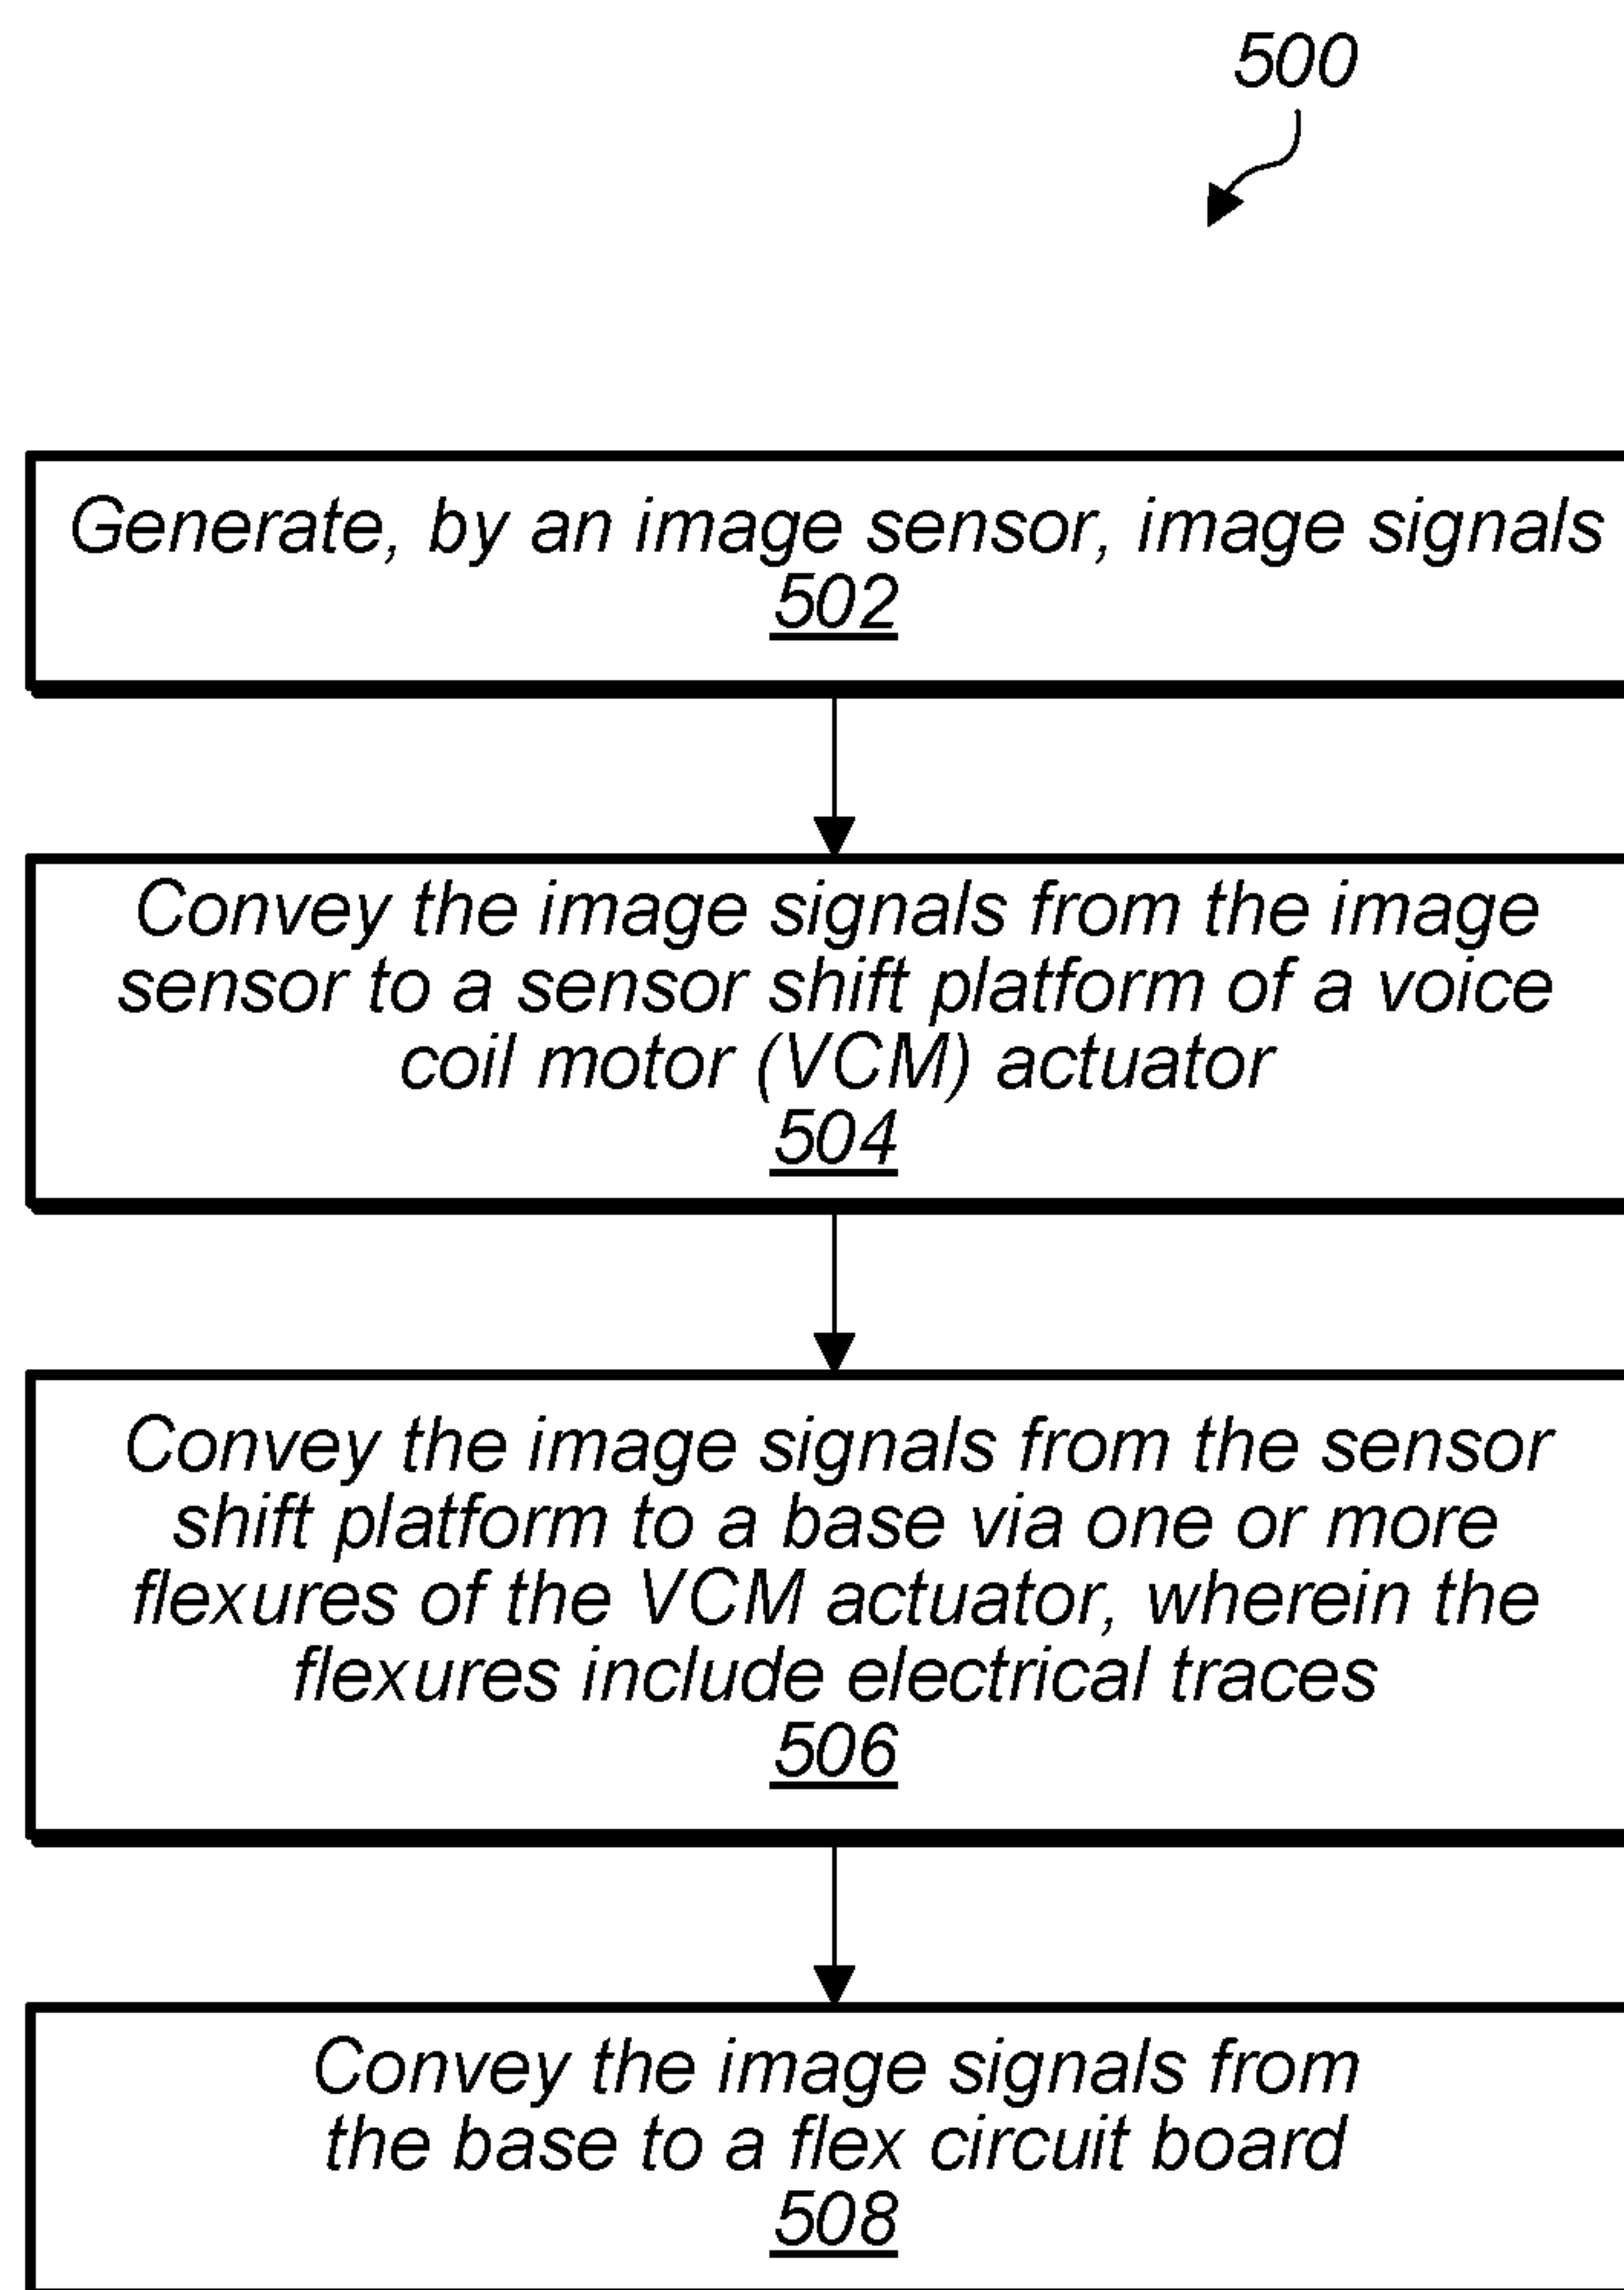 500
Generate, by an image sensor, image signals
502
Convey the image signals from the image
sensor to a sensor shift platform of a voice
coil motor (VCM) actuator
504
Convey the image signals from the sensor
shift platform to a base via one or more
flexures of the VCM actuator, wherein the
flexures include electrical traces
506
Convey the image signals from
the base to a flex circuit board
508